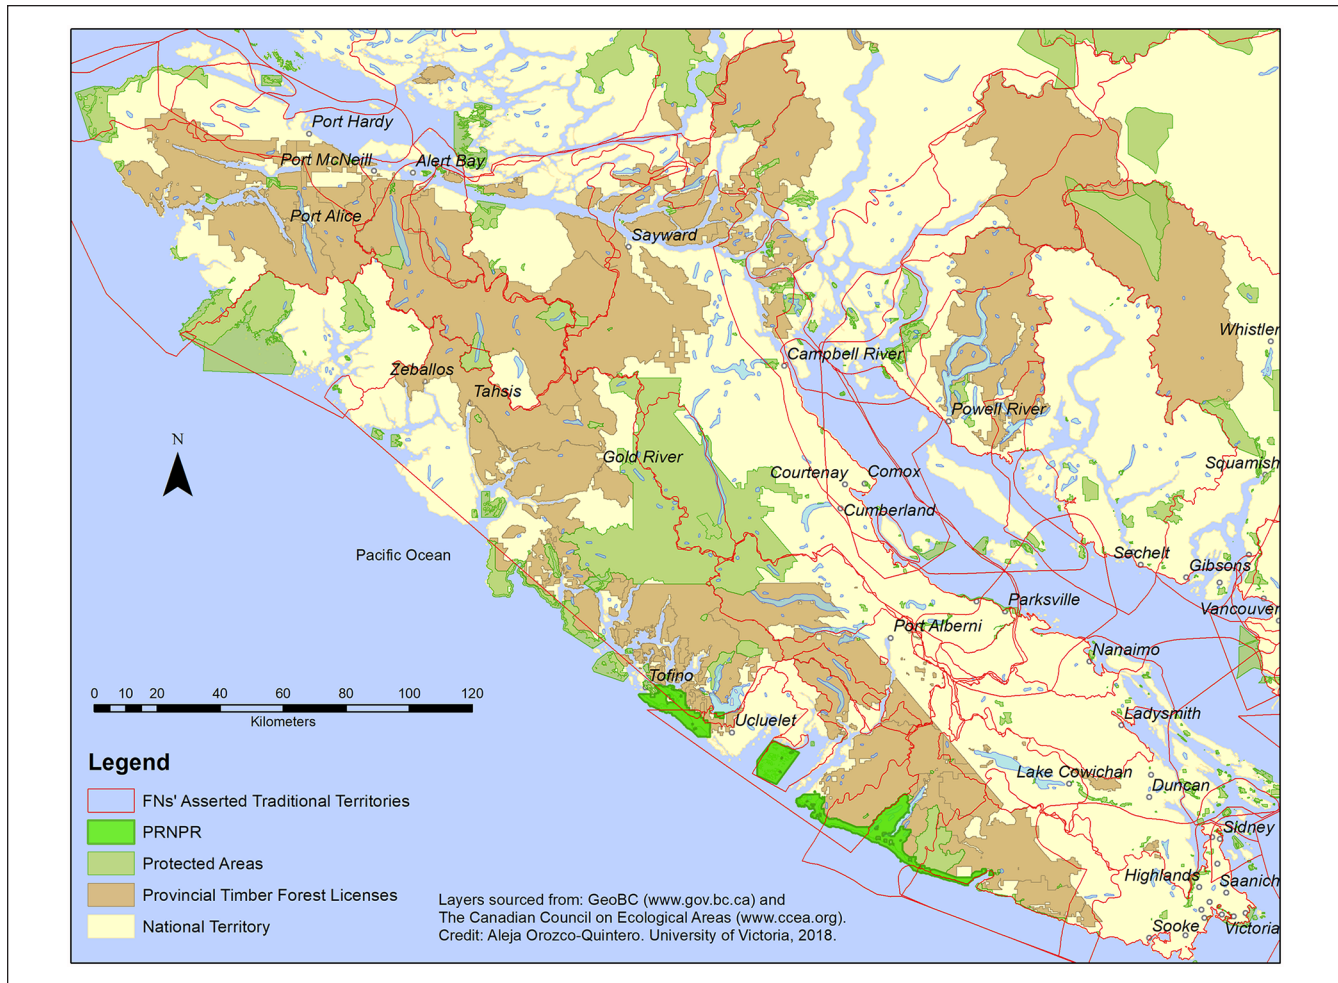 Port Hardy
Port McNeill
Alert Bay
Port Alice
Sayward
Whistler
Campbell River
Zeballos
Tahsis
Powell River
N
Gold River
Courtenay
Comox
Squamish
Cumberland
Pacific Ocean
Sechelt
Gibsons
Parksville
Vancouver
Port Alberni
Nanaimo
Tofino
0 10 20 40 60 80 100 120
Kilometers
Ucluelet
Ladysmith
Lake Cowichan
Duncan
Sidney
Highlands
Saanich
Sooke
Victoria
Legend
FNs' Asserted Traditional Territories
PRNPR
Protected Areas
Provincial Timber Forest Licenses
National Territory
Layers sourced from: GeoBC (www.gov.bc.ca) and
The Canadian Council on Ecological Areas (www.ccea.org).
Credit: Aleja Orozco-Quintero. University of Victoria, 2018.